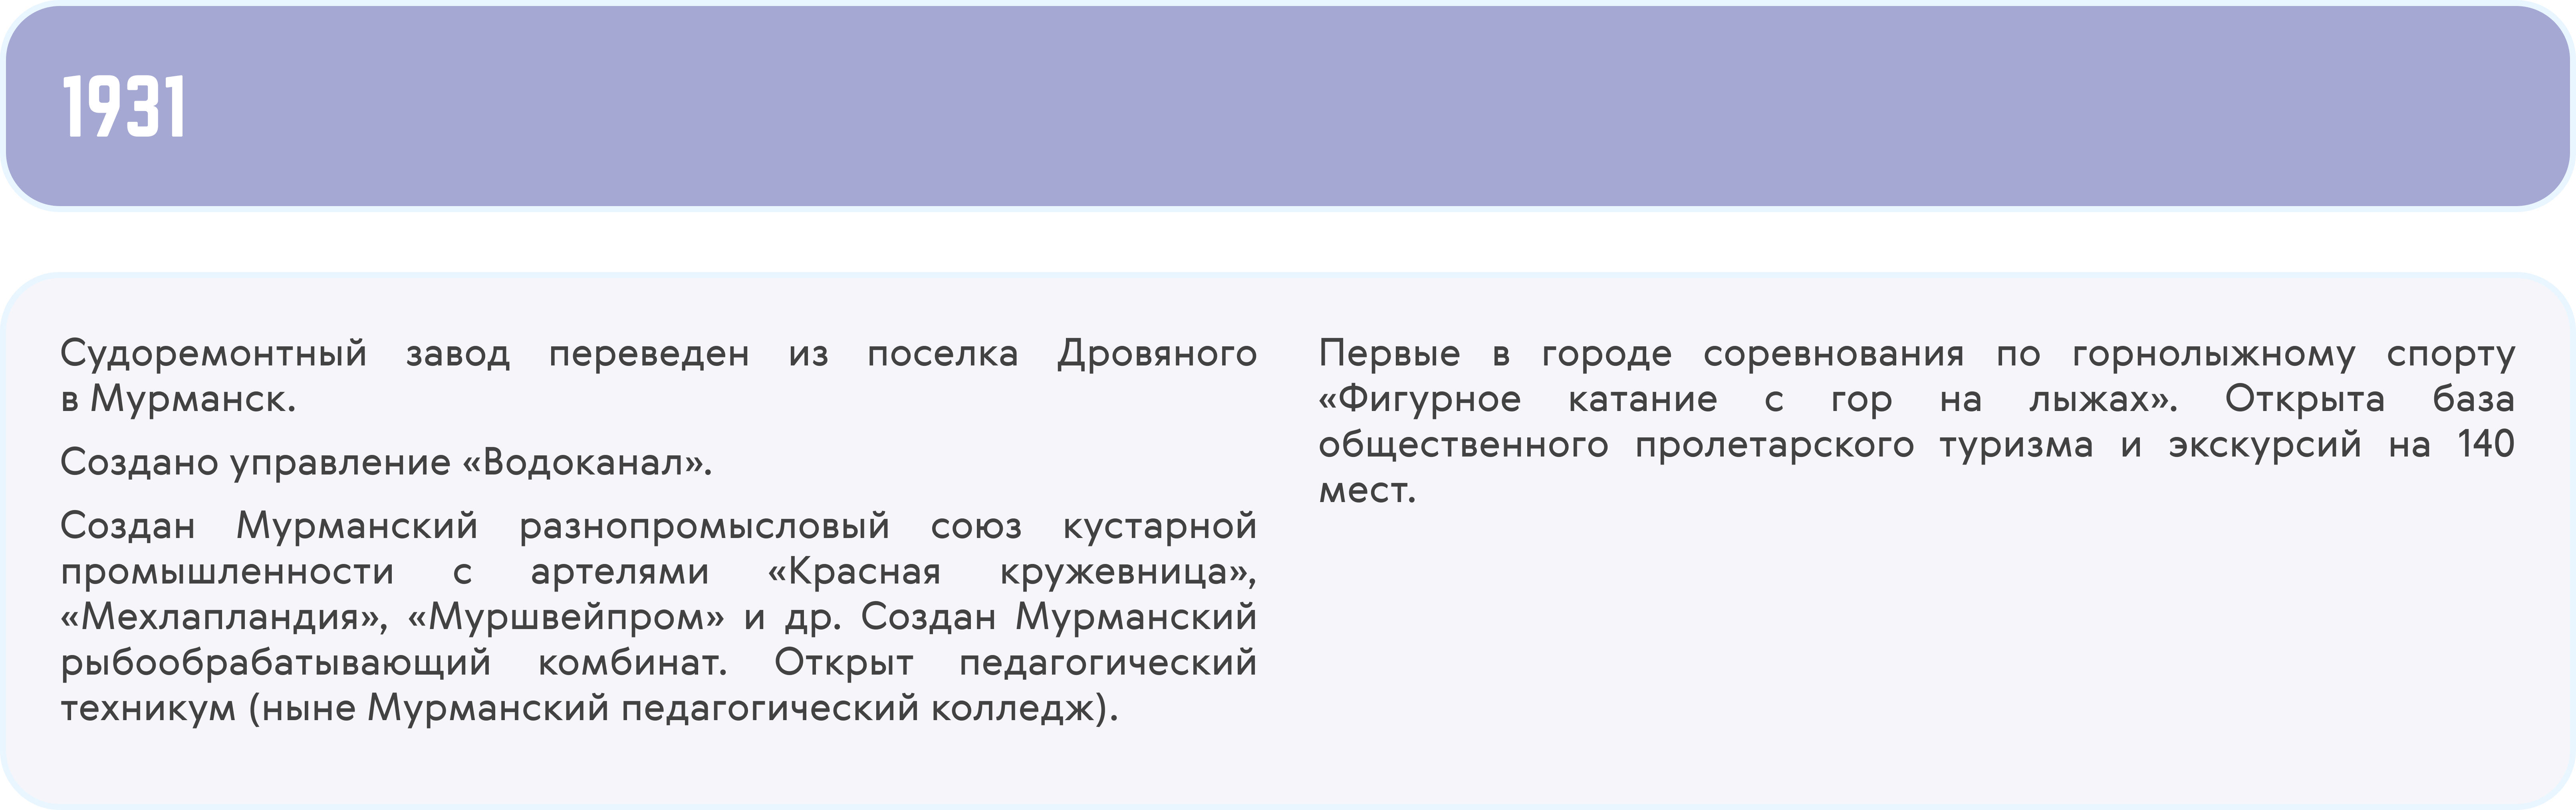 1931
Судоремонтный завод переведен из поселка Дровяного
в Мурманск.
Создано управление «Водоканал».
Создан Мурманский разнопромысловый союз кустарной
промышленности с артелями «Красная кружевница»,
«Мехлапландия», «Муршвейпром» и др. Создан Мурманский
рыбообрабатывающий комбинат. Открыт педагогический
техникум (ныне Мурманский педагогический колледж).
Первые в городе соревнования по горнолыжному спорту
«Фигурное катание с гор на лыжах». Открыта база
общественного пролетарского туризма и экскурсий на 140
мест.